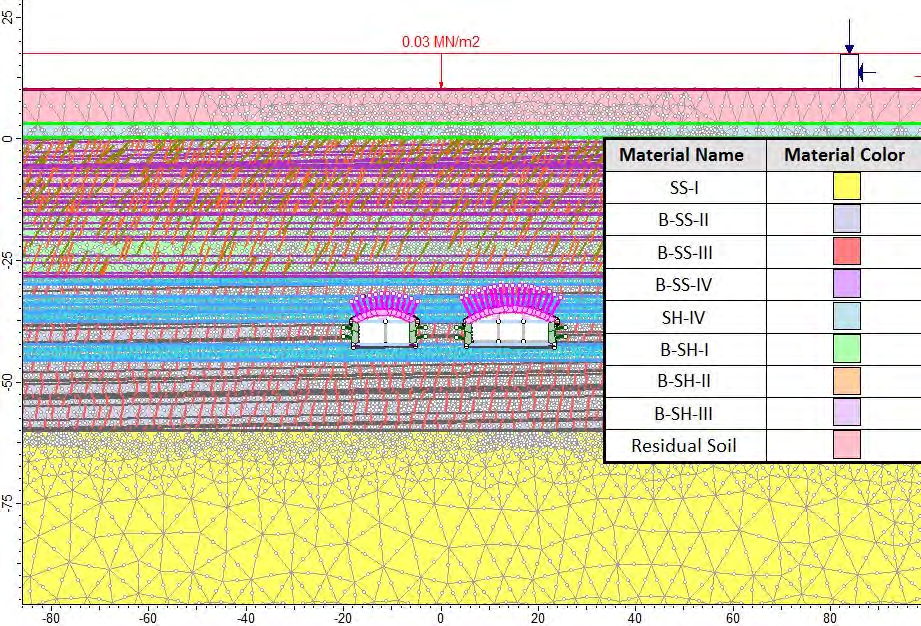 25
0.03 MN/m2
0
Material Name Material Color
SS-I
B-SS-II
B-SS-III
-25
B-SS-IV
SH-IV
B-SH-I
-50
B-SH-II
B-SH-III
Residual Soil
-75
-80 -60 -40 -20 0 20 40 60 80